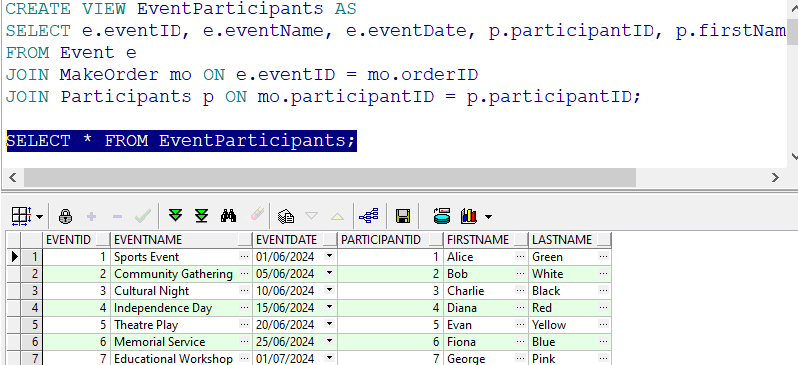 CREATE VIEW EventParticipants AS
SELECT e.eventID, e.eventName, e.eventDate, p.participantID, p.firstNam
FROM Event e
JOIN MakeOrder mo ON e.eventID = mo.orderID
JOIN Participants p ON mo.participantID = p.participantID;
SELECT * FROM EventParticipants;
EVENTID EVENTNAME EVENTDATE PARTICIPANTID FIRSTNAME LASTNAME
1 1 Sports Event 01/06/2024 1 Alice Green
2 2 Community Gathering 05/06/2024 2 Bob White
3 3 Cultural Night 10/06/2024 3 Charlie Black
4 4 Independence Day 15/06/2024 4 Diana Red
5 5 Theatre Play 20/06/2024 5 Evan Yellow
6 6 Memorial Service 25/06/2024 6 Fiona Blue
7 7 Educational Workshop 01/07/2024 7 George Pink